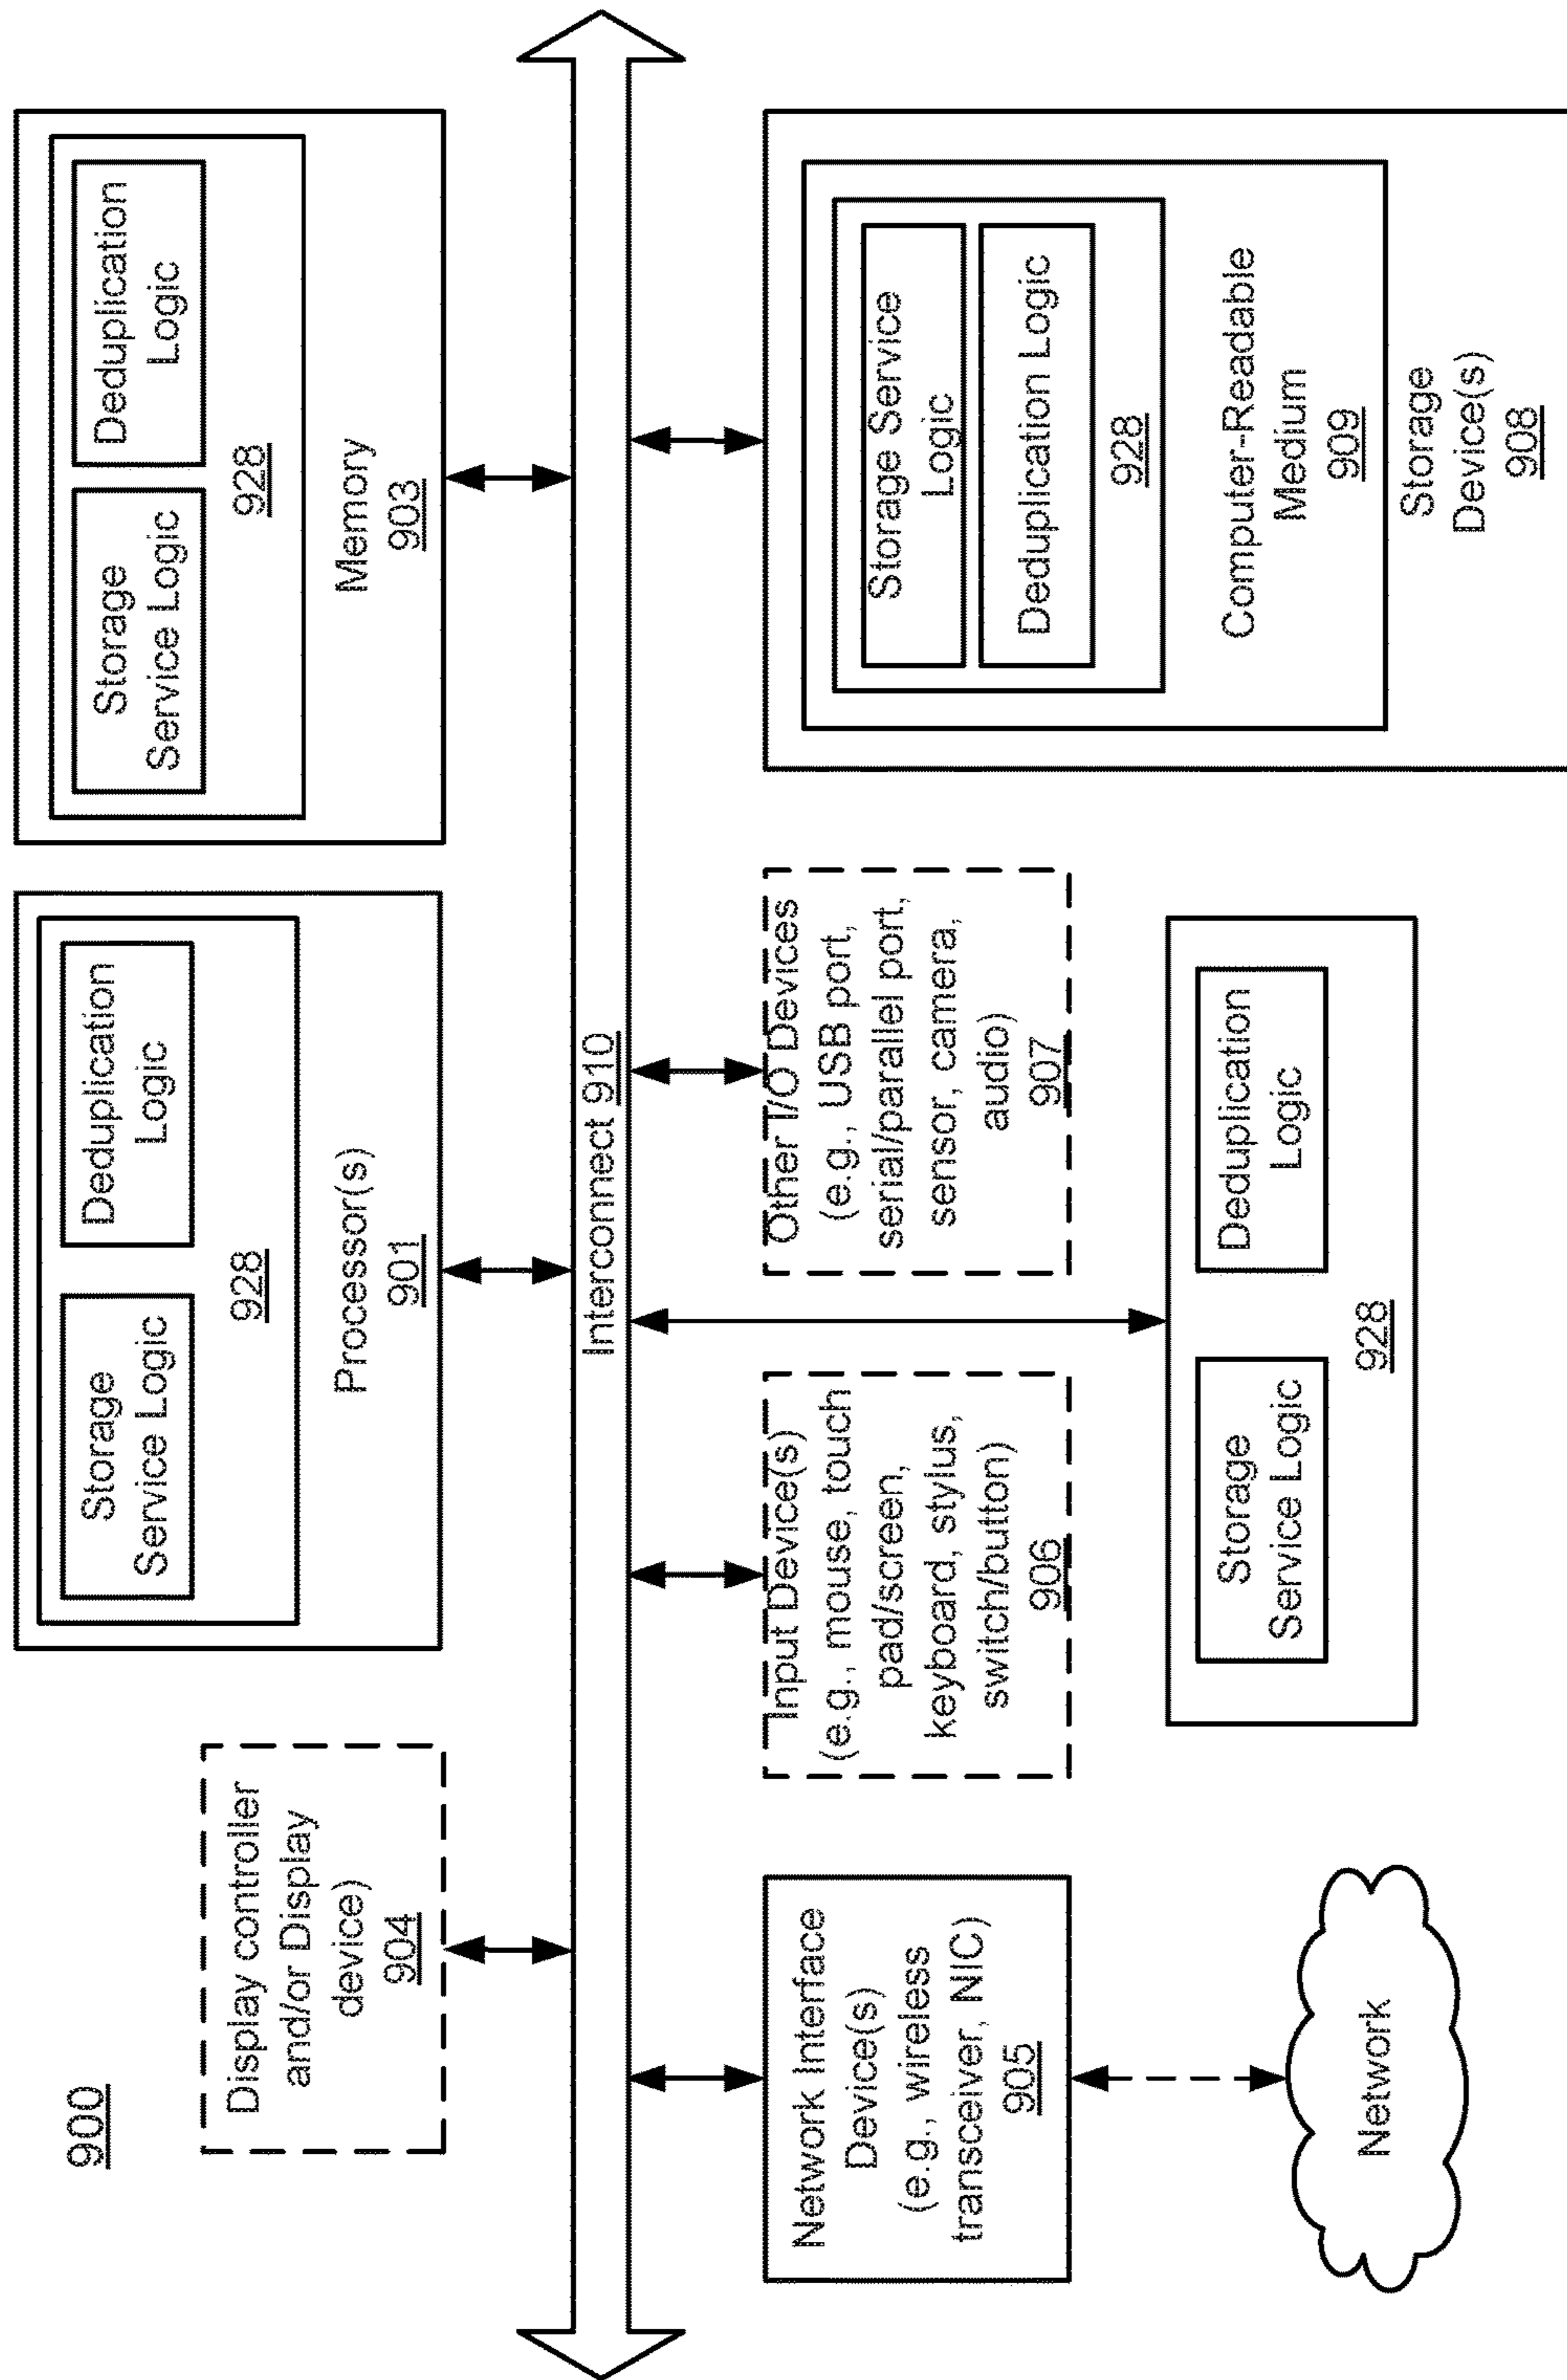 900
Display controller
and/or Display
device)
904
Storage
Service Logic
Deduplication
Logic
928
Processor(s)
901
Storage
Service Logic
Deduplication
Logic
928
Memory
903
Interconnect 910
Network Interface
Device(s)
(e.g., wireless
transceiver, NIC)
905
Network
Input Device(s)
(e.g., mouse, touch
pad/screen,
keyboard, stylus,
switch/button)
906
Other I/O Devices
(e.g., USB port,
serial/parallel port,
sensor, camera,
audio)
907
Storage
Service Logic
Deduplication
Logic
928
Storage Service
Logic
Deduplication Logic
928
Computer-Readable
Medium
909
Storage
Device(s)
908